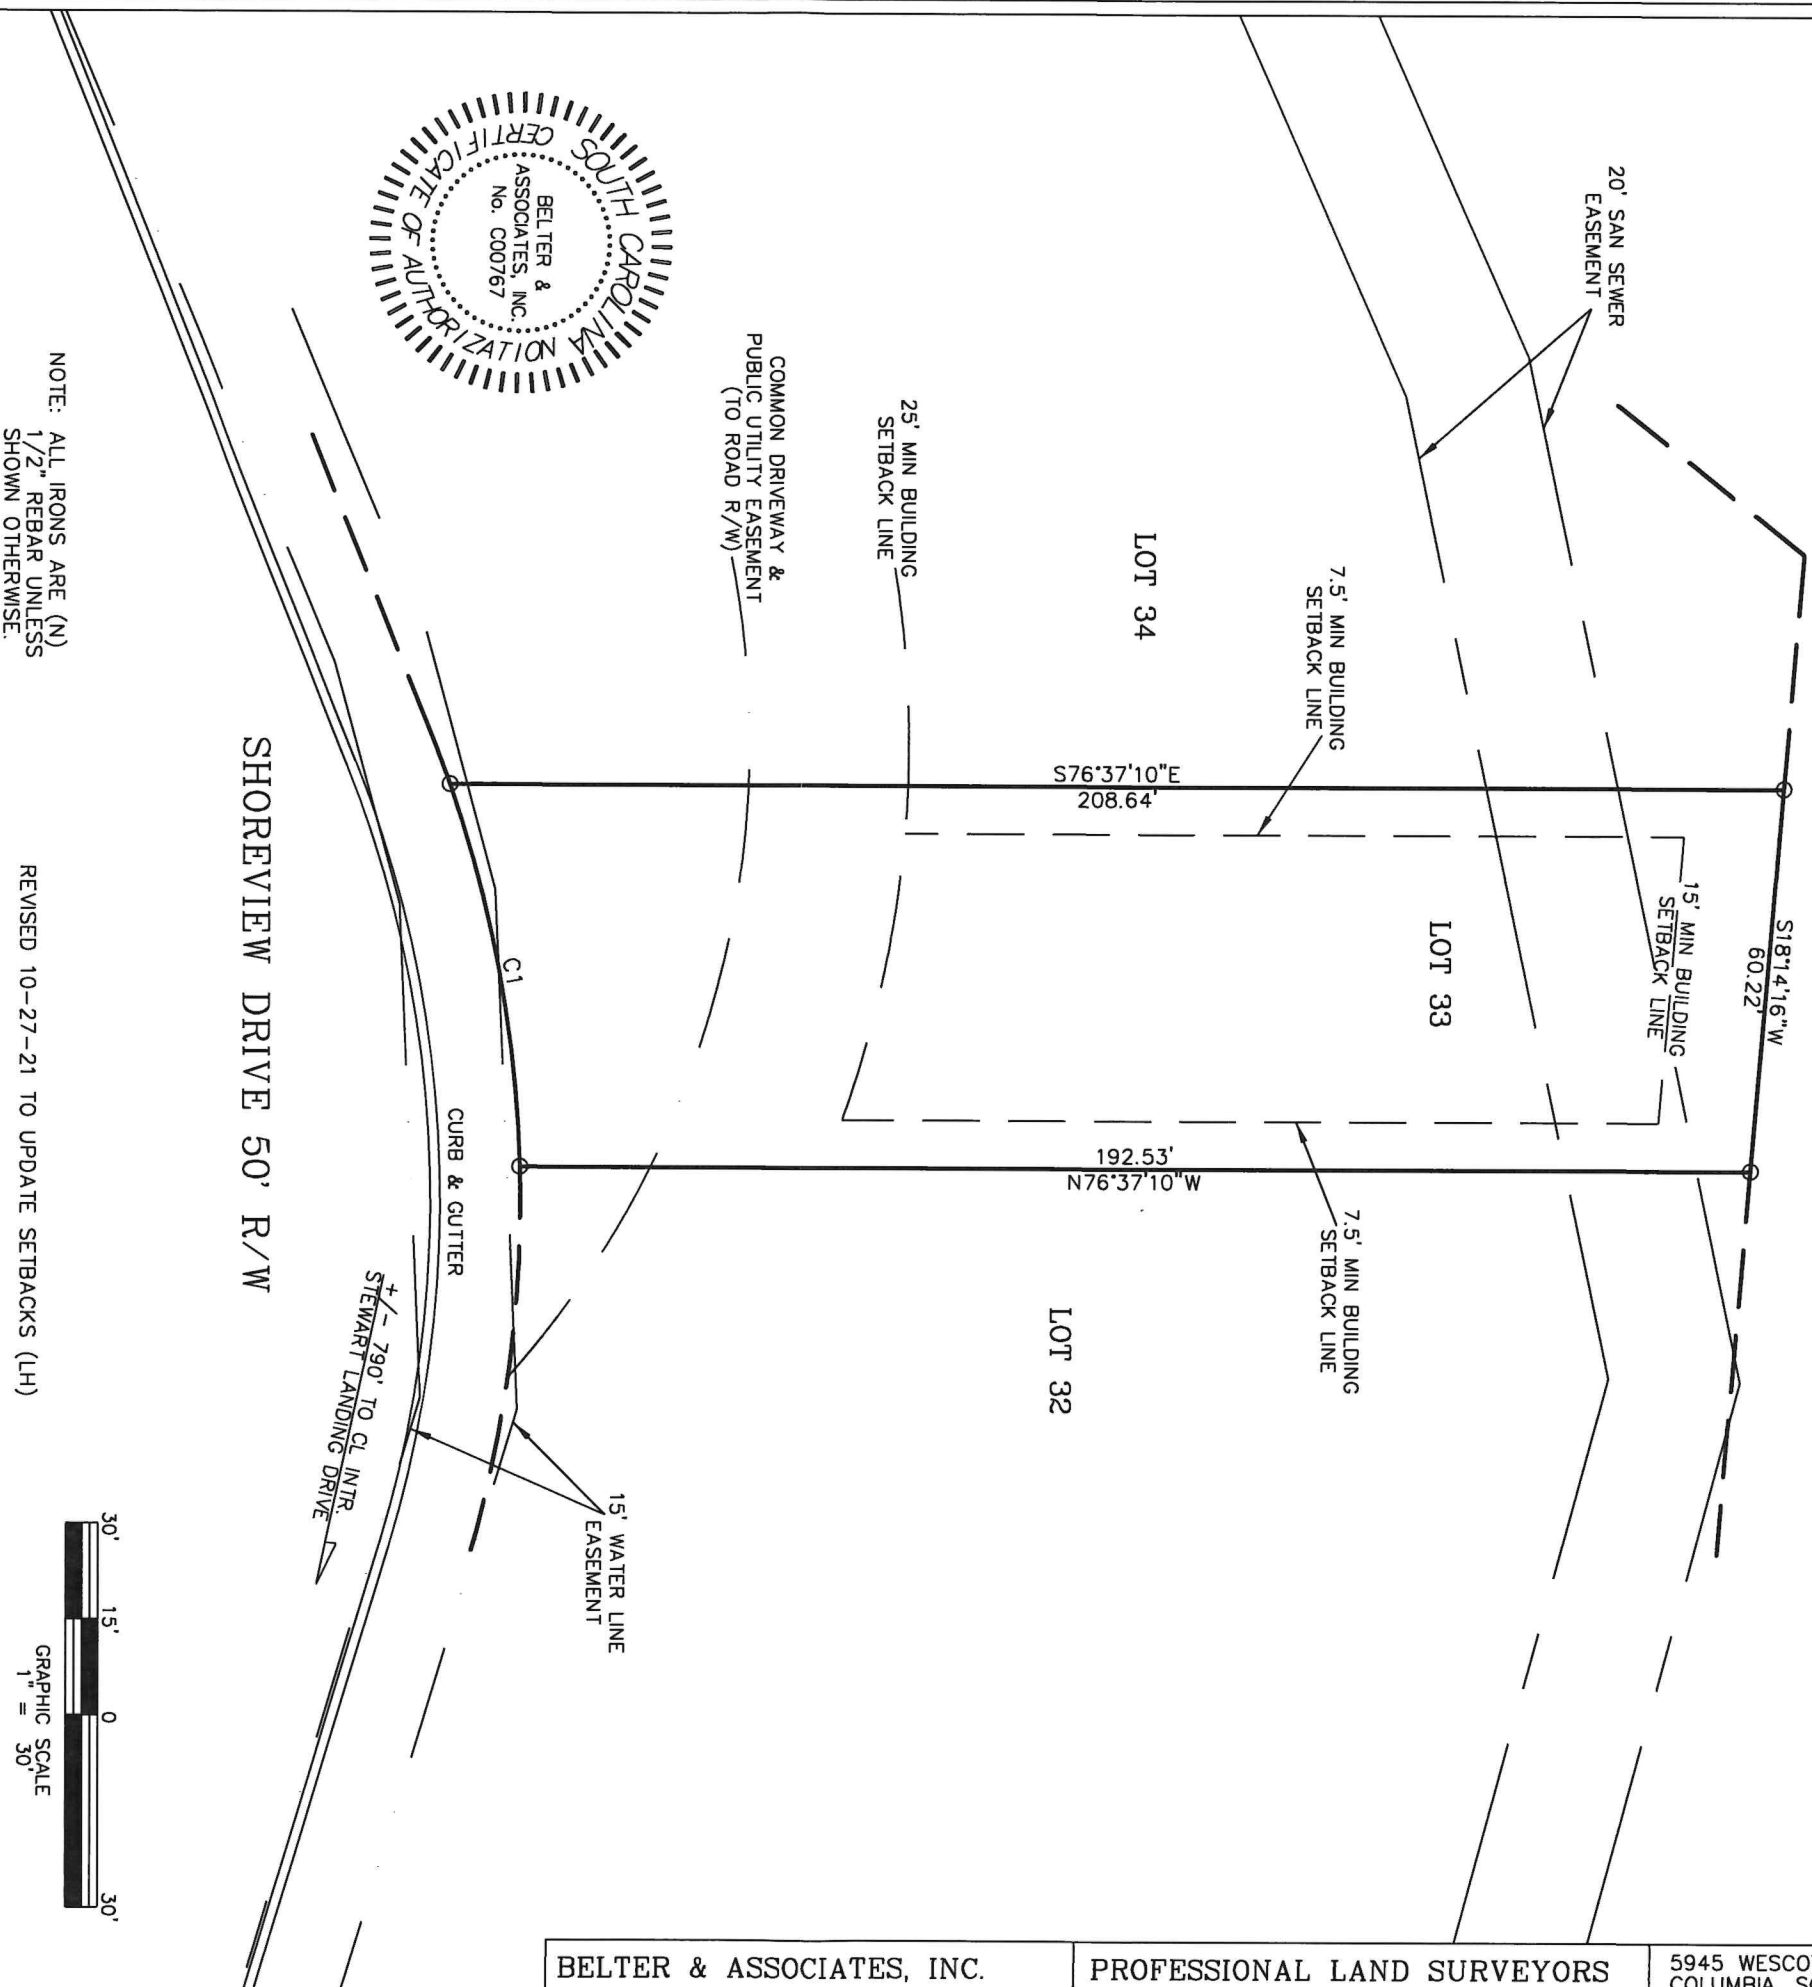 20' SAN SEWER
EASEMENT
S18°14'16"W
60.22'
15' MIN BUILDING
SETBACK LINE
7.5' MIN BUILDING
SETBACK LINE
LOT 33
7.5' MIN BUILDING
SETBACK LINE
LOT 34
S76°37'10"E
208.64'
192.53'
N76°37'10"W
LOT 32
25' MIN BUILDING
SETBACK LINE
COMMON DRIVEWAY &
PUBLIC UTILITY EASEMENT
(TO ROAD R/W)
15' WATER LINE
EASEMENT
SOUTH CAROLINA
CERTIFICATE OF AUTHORIZATION
BELTER &
ASSOCIATES, INC.
No. C00767
C1
CURB & GUTTER
+/- 790' TO CL INTR.
STEWART LANDING DRIVE
SHOREVIEW DRIVE 50' R/W
NOTE: ALL IRONS ARE (N)
1/2" REBAR UNLESS
SHOWN OTHERWISE.
REVISED 10-27-21 TO UPDATE SETBACKS (LH)
30' 15' 0 30'
GRAPHIC SCALE
1" = 30'
BELTER & ASSOCIATES, INC.
PROFESSIONAL LAND SURVEYORS
5945 WESCO
COLUMBIA, S